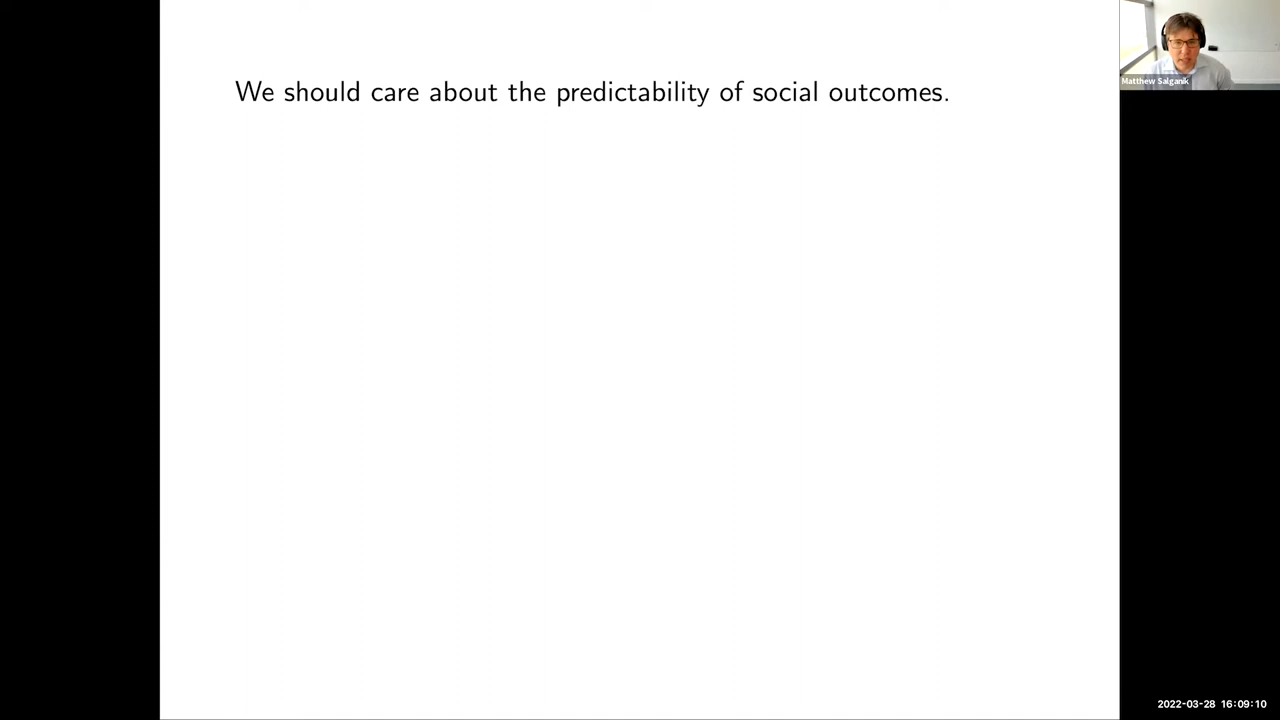 We should care about the predictability of social outcomes.
Matthew Salganik
2022-03-28 16:09:10